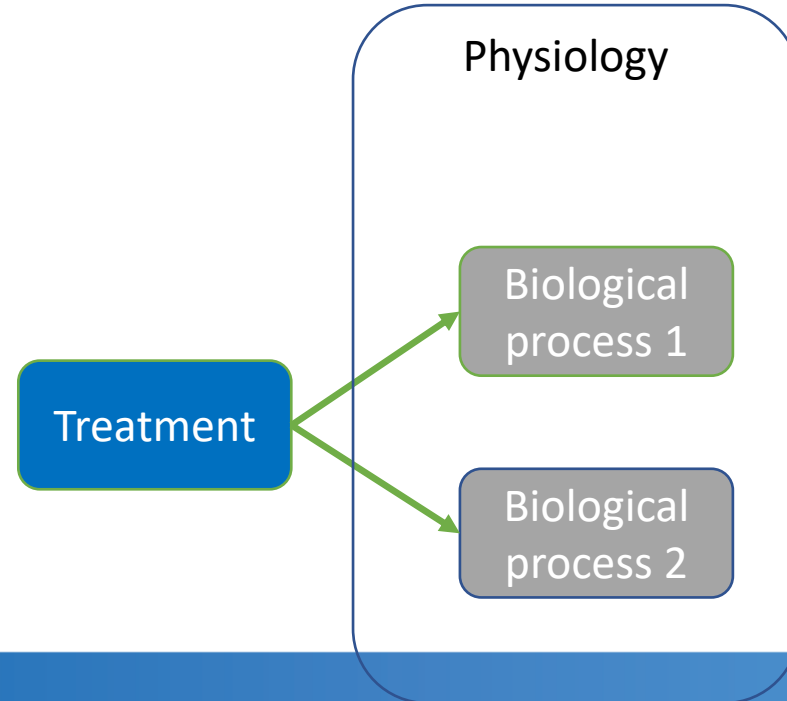 Physiology
Biological
process 1
Treatment
Biological
process 2